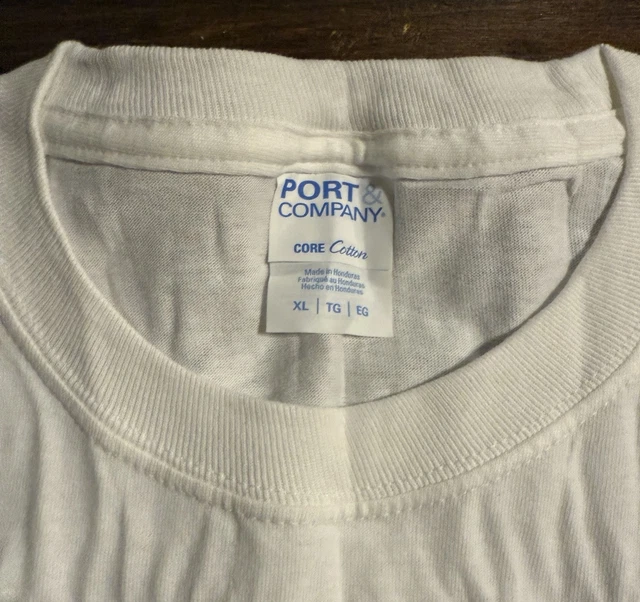 PORT &
COMPANY®
CORE Cotton
Made in Honduras
Fabriqué au Honduras
Hecho en Honduras
XL | TG | EG